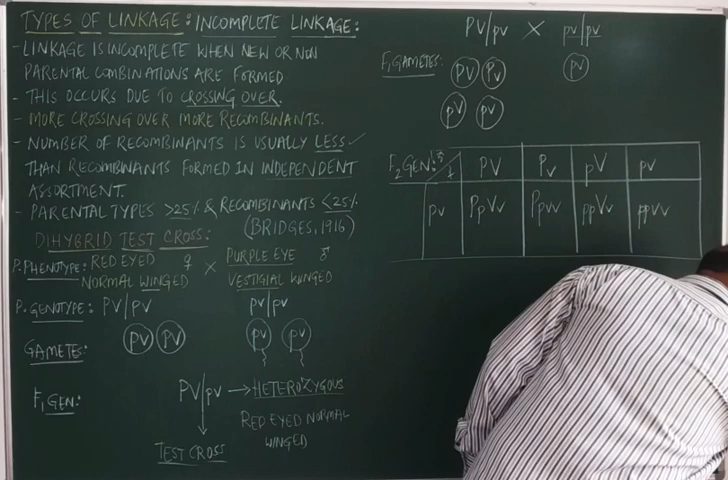 TYPES OF LINKAGE: INCOMPLETE LINKAGE:
- LINKAGE IS INCOMPLETE WHEN NEW OR NON
PARENTAL COMBINATIONS ARE FORMED
- THIS OCCURS DUE TO CROSSING OVER.
- MORE CROSSING OVER MORE RECOMBINANTS.
- NUMBER OF RECOMBINANTS IS USUALLY LESS
THAN RECOMBINANTS FORMED IN INDEPENDENT
ASSORTMENT.
- PARENTAL TYPES >25% & RECOMBINANTS <25%
(BRIDGES, 1916)
DIHYBRID TEST CROSS:
P. PHENOTYPE: RED EYED ♀ × PURPLE EYE ♂
NORMAL WINGED VESTIGIAL WINGED
P. GENOTYPE: PV/PV pv/pv
GAMETES: PV PV pv pv
F₁ GEN: PV/pv → HETEROZYGOUS
RED EYED NORMAL
WINGED
TEST CROSS
PV/pv × pv/pv
F₁ GAMETES: PV Pv pv
pV pv
F₂ GEN: ♂ ♀ PV Pv pV pv
pv PpVv Ppvv ppVv ppvv